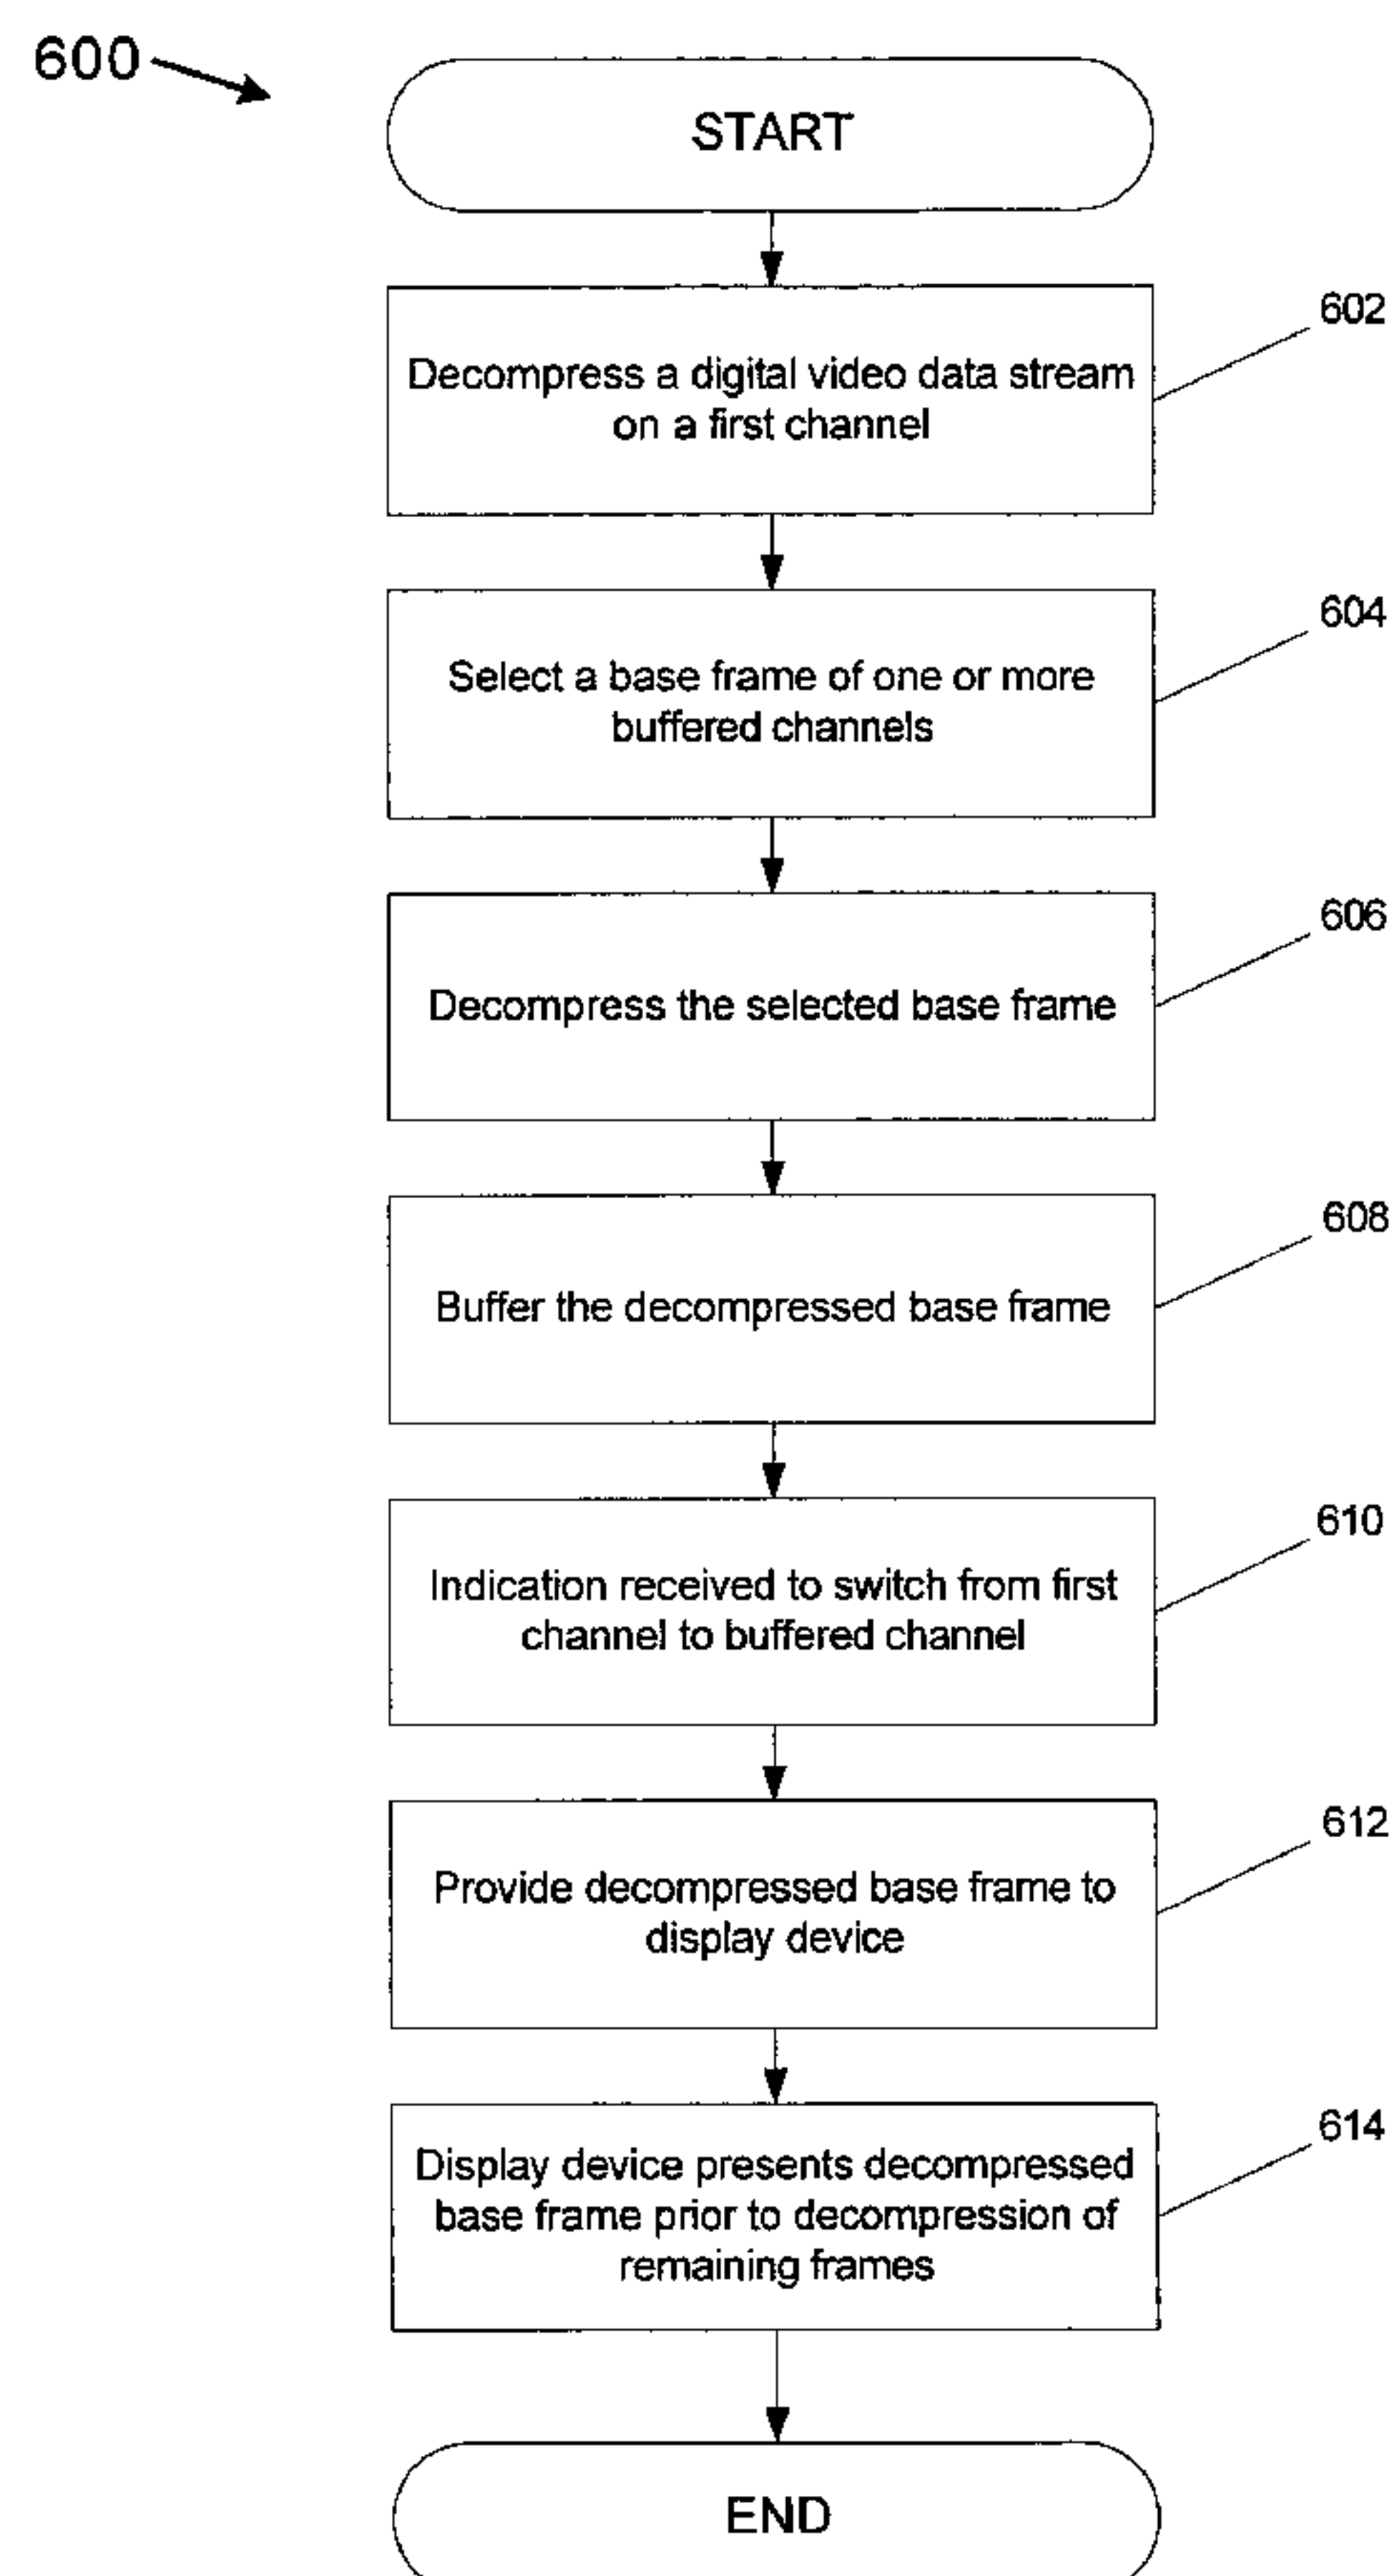 600
START
Decompress a digital video data stream
on a first channel
602
Select a base frame of one or more
buffered channels
604
Decompress the selected base frame
606
Buffer the decompressed base frame
608
Indication received to switch from first
channel to buffered channel
610
Provide decompressed base frame to
display device
612
Display device presents decompressed
base frame prior to decompression of
remaining frames
614
END